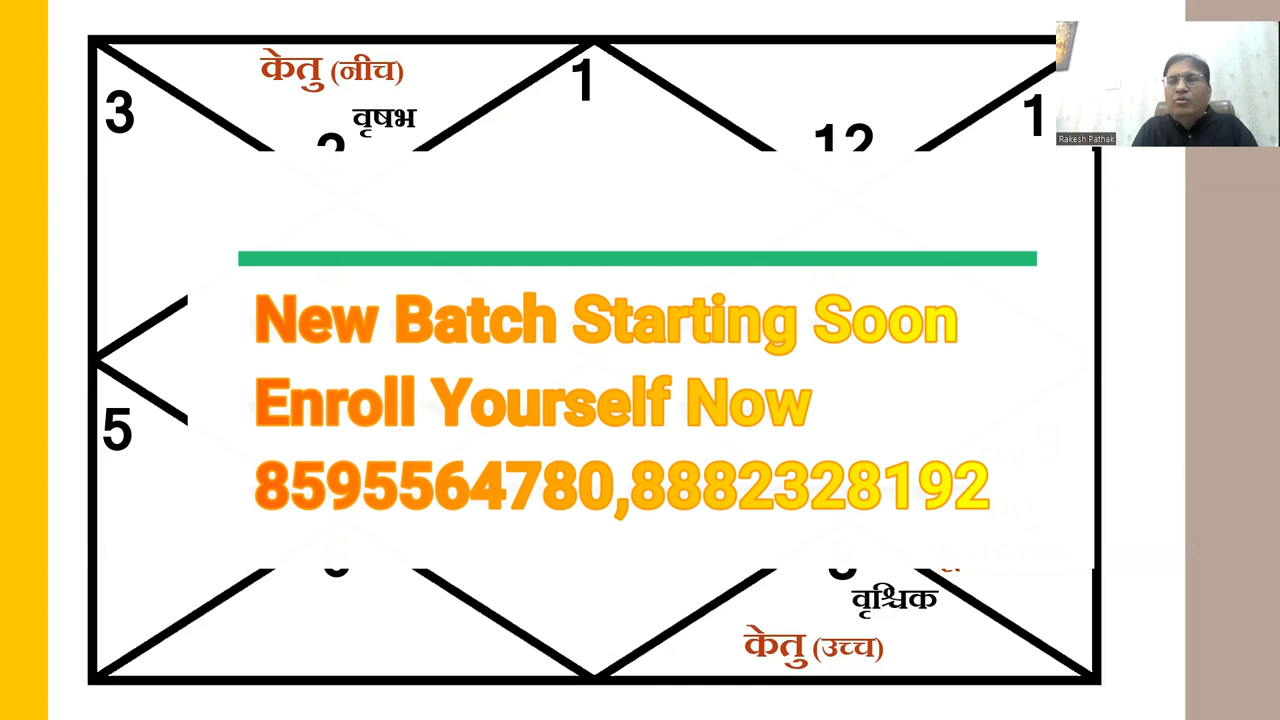 केतु (नीच)
3
वृषभ
1
12
1
Rakesh Pathak
New Batch Starting Soon
Enroll Yourself Now
5
8595564780,8882328192
वृश्चिक
केतु (उच्च)